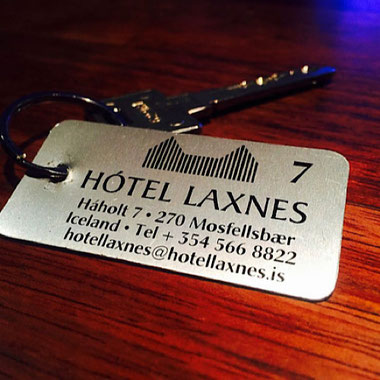 7
HÓTEL LAXNES
Háholt 7 • 270 Mosfellsbær
Iceland • Tel + 354 566 8822
hotellaxnes@hotellaxnes.is